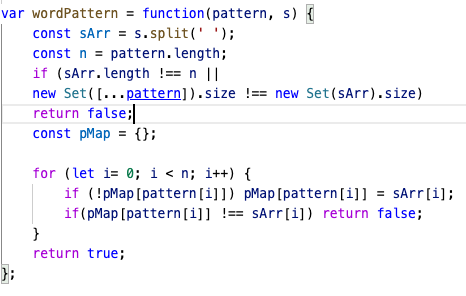 var wordPattern = function(pattern, s) {
    const sArr = s.split(' ');
    const n = pattern.length;
    if (sArr.length !== n ||
    new Set([...pattern]).size !== new Set(sArr).size)
    return false;
    const pMap = {};

    for (let i= 0; i < n; i++) {
        if (!pMap[pattern[i]]) pMap[pattern[i]] = sArr[i];
        if(pMap[pattern[i]] !== sArr[i]) return false;
    }
    return true;
};